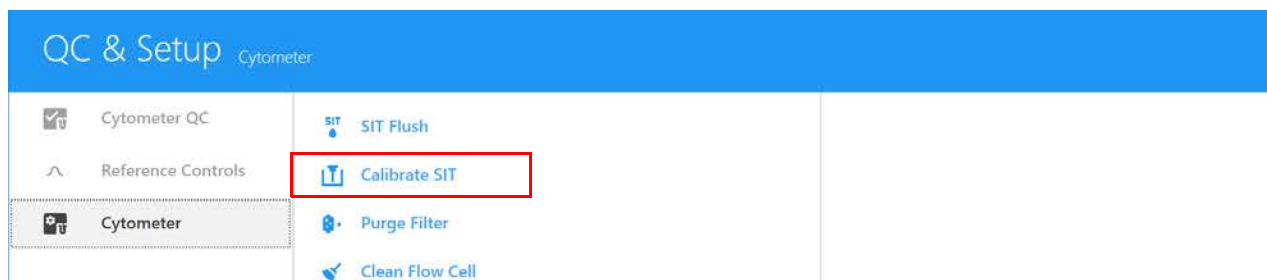 QC & Setup Cytometer
Cytometer QC
Reference Controls
Cytometer
SIT
SIT Flush
Calibrate SIT
Purge Filter
Clean Flow Cell